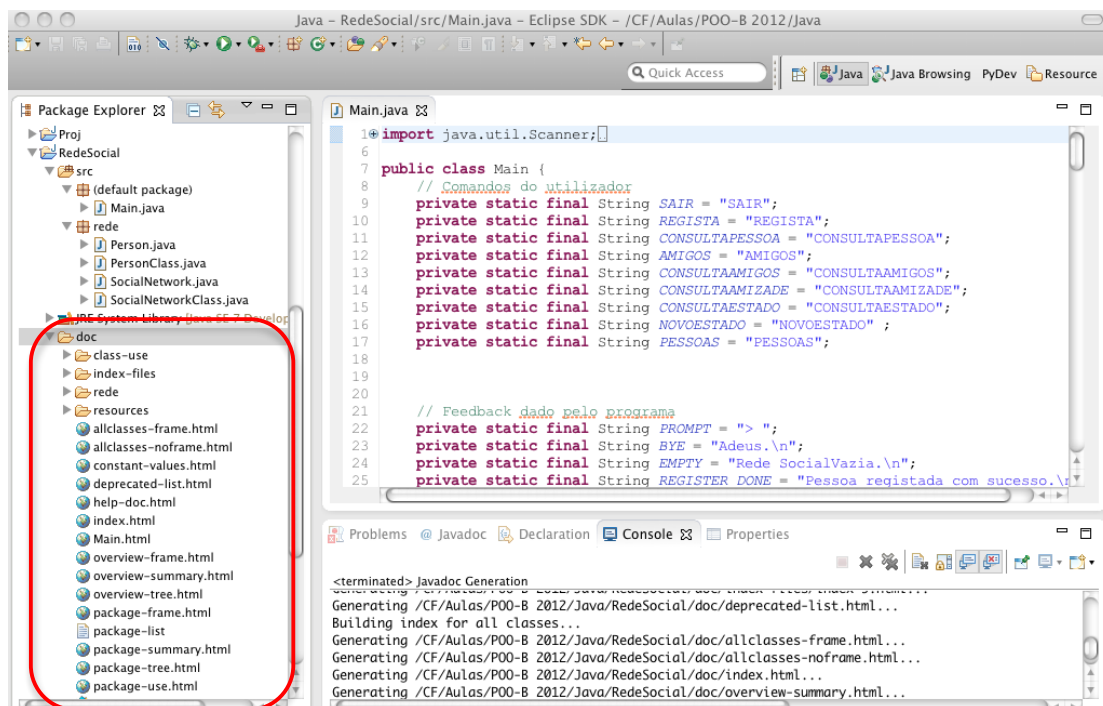 Java – RedeSocial/src/Main.java – Eclipse SDK – /CF/Aulas/POO-B 2012/Java
Quick Access
Java Java Browsing PyDev Resource
Package Explorer
Proj
RedeSocial
src
(default package)
Main.java
rede
Person.java
PersonClass.java
SocialNetwork.java
SocialNetworkClass.java
JRE System Library [Java SE 7 Develop
doc
class-use
index-files
rede
resources
allclasses-frame.html
allclasses-noframe.html
constant-values.html
deprecated-list.html
help-doc.html
index.html
Main.html
overview-frame.html
overview-summary.html
overview-tree.html
package-frame.html
package-list
package-summary.html
package-tree.html
package-use.html
Main.java
1 import java.util.Scanner;
6
7 public class Main {
8 // Comandos do utilizador
9 private static final String SAIR = "SAIR";
10 private static final String REGISTA = "REGISTA";
11 private static final String CONSULTAPESSOA = "CONSULTAPESSOA";
12 private static final String AMIGOS = "AMIGOS";
13 private static final String CONSULTAAMIGOS = "CONSULTAAMIGOS";
14 private static final String CONSULTAAMIZADE = "CONSULTAAMIZADE";
15 private static final String CONSULTAESTADO = "CONSULTAESTADO";
16 private static final String NOVOESTADO = "NOVOESTADO" ;
17 private static final String PESSOAS = "PESSOAS";
18
19
20
21 // Feedback dado pelo programa
22 private static final String PROMPT = "> ";
23 private static final String BYE = "Adeus.\n";
24 private static final String EMPTY = "Rede SocialVazia.\n";
25 private static final String REGISTER_DONE = "Pessoa registada com sucesso.\n
Problems @ Javadoc Declaration Console Properties
<terminated> Javadoc Generation
Generating /CF/Aulas/POO-B 2012/Java/RedeSocial/doc/deprecated-list.html...
Building index for all classes...
Generating /CF/Aulas/POO-B 2012/Java/RedeSocial/doc/allclasses-frame.html...
Generating /CF/Aulas/POO-B 2012/Java/RedeSocial/doc/allclasses-noframe.html...
Generating /CF/Aulas/POO-B 2012/Java/RedeSocial/doc/index.html...
Generating /CF/Aulas/POO-B 2012/Java/RedeSocial/doc/overview-summary.html...